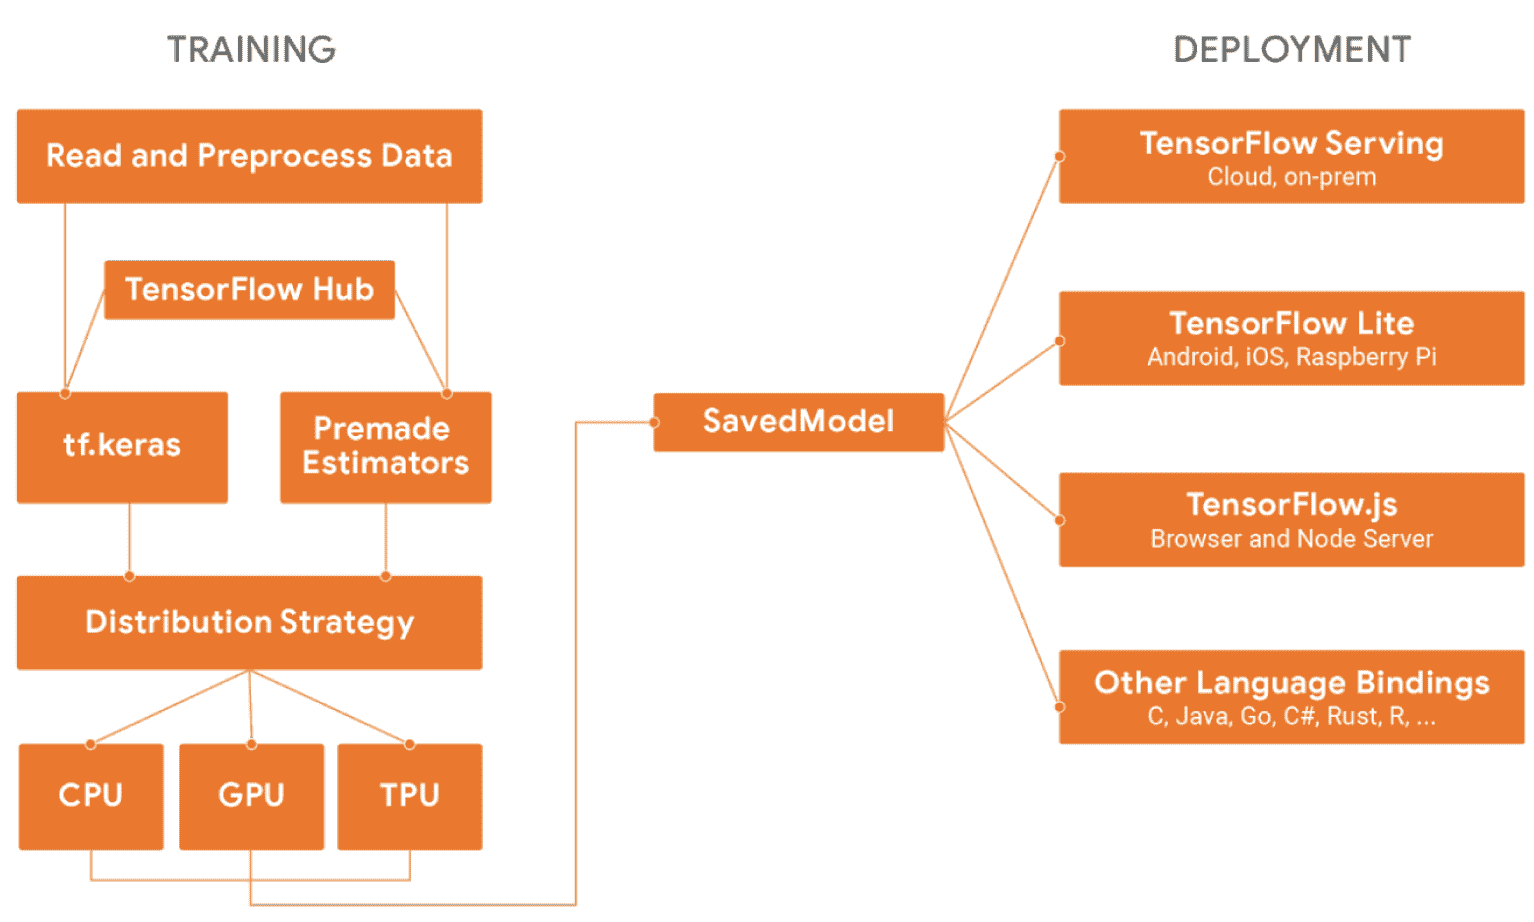 TRAINING
DEPLOYMENT
Read and Preprocess Data
TensorFlow Hub
tf.keras
Premade
Estimators
Distribution Strategy
CPU
GPU
TPU
SavedModel
TensorFlow Serving
Cloud, on-prem
TensorFlow Lite
Android, iOS, Raspberry Pi
TensorFlow.js
Browser and Node Server
Other Language Bindings
C, Java, Go, C#, Rust, R, ...